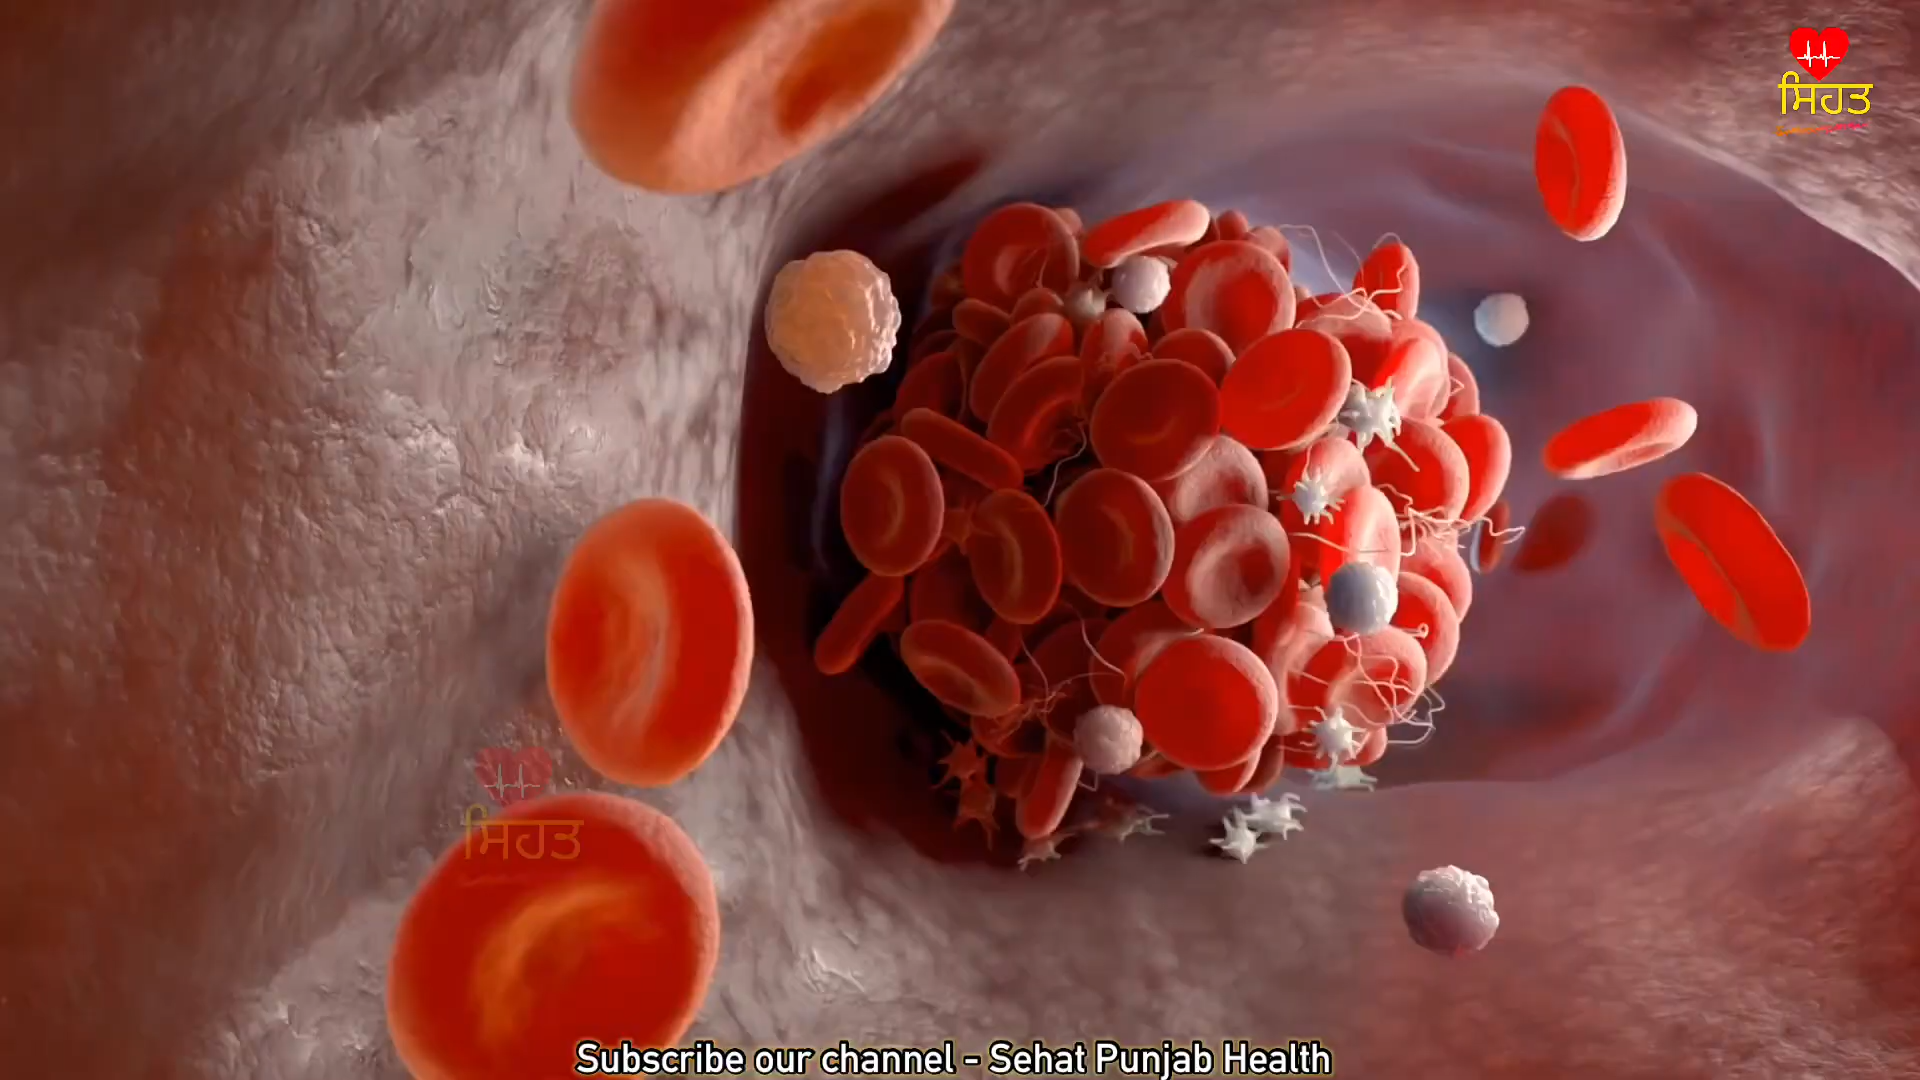 ਸਿਹਤ
ਸਿਹਤ
Subscribe our channel - Sehat Punjab Health